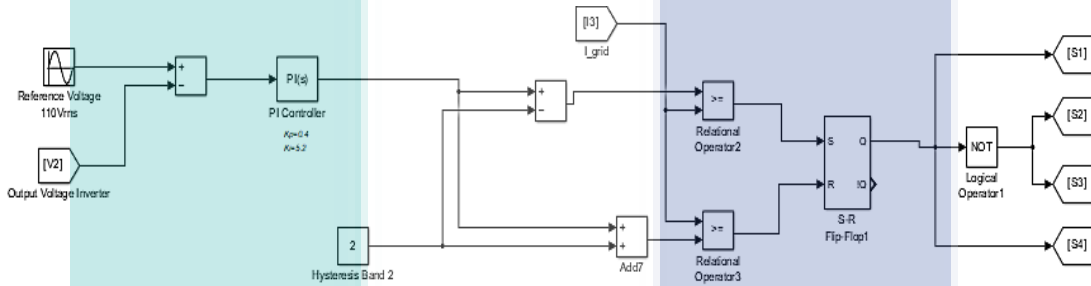 [I3]
I_grid
Reference Voltage
110Vrms
+
−
PI(s)
PI Controller
Kp=0.4
Ki=5.2
[V2]
Output Voltage Inverter
+
−
>=
Relational
Operator2
S
Q
R
!Q
S-R
Flip-Flop1
2
Hysteresis Band 2
+
+
Add7
>=
Relational
Operator3
NOT
Logical
Operator1
[S1]
[S2]
[S3]
[S4]